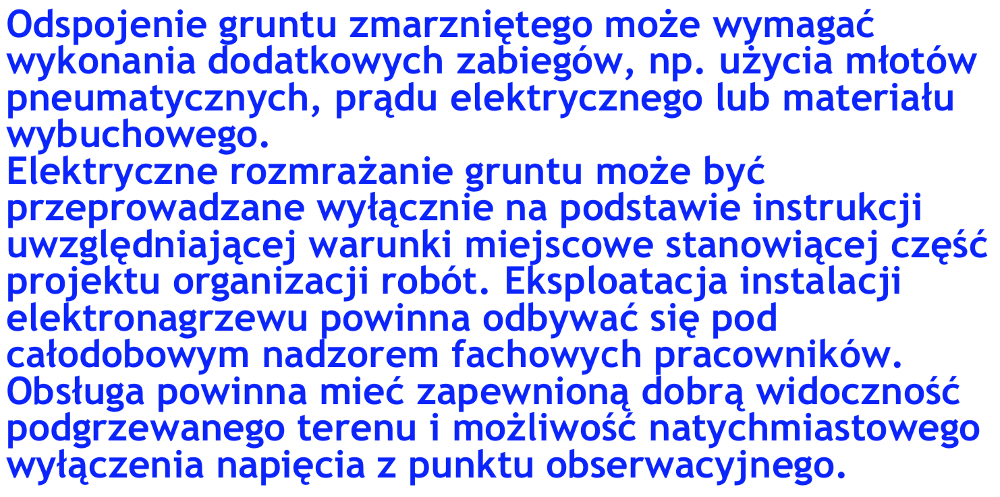 Odspojenie gruntu zmarzniętego może wymagać
wykonania dodatkowych zabiegów, np. użycia młotów
pneumatycznych, prądu elektrycznego lub materiału
wybuchowego.
Elektryczne rozmrażanie gruntu może być
przeprowadzane wyłącznie na podstawie instrukcji
uwzględniającej warunki miejscowe stanowiącej część
projektu organizacji robót. Eksploatacja instalacji
elektronagrzewu powinna odbywać się pod
całodobowym nadzorem fachowych pracowników.
Obsługa powinna mieć zapewnioną dobrą widoczność
podgrzewanego terenu i możliwość natychmiastowego
wyłączenia napięcia z punktu obserwacyjnego.